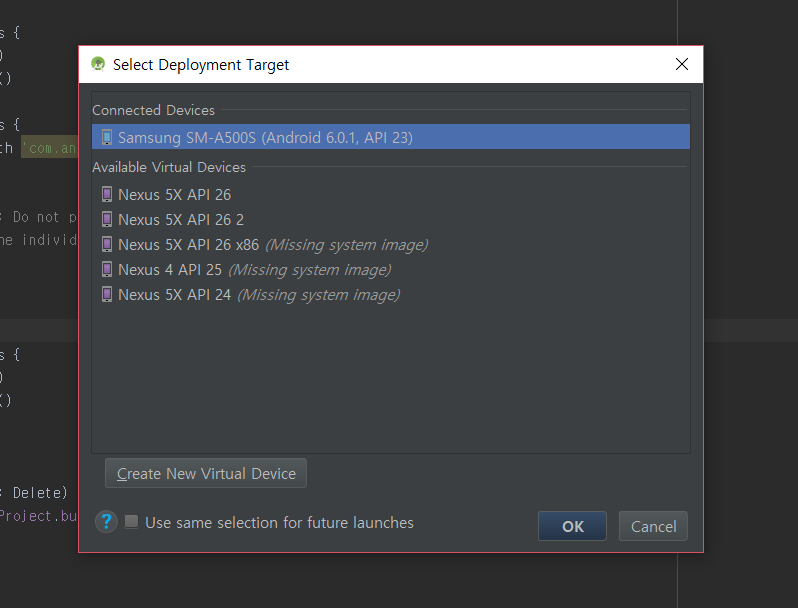 s {
)
()
s {
th 'com.an
: Do not p
ne individ
s {
)
()
: Delete)
Project.bu
Select Deployment Target
Connected Devices
Samsung SM-A500S (Android 6.0.1, API 23)
Available Virtual Devices
Nexus 5X API 26
Nexus 5X API 26 2
Nexus 5X API 26 x86 (Missing system image)
Nexus 4 API 25 (Missing system image)
Nexus 5X API 24 (Missing system image)
Create New Virtual Device
? Use same selection for future launches
OK Cancel